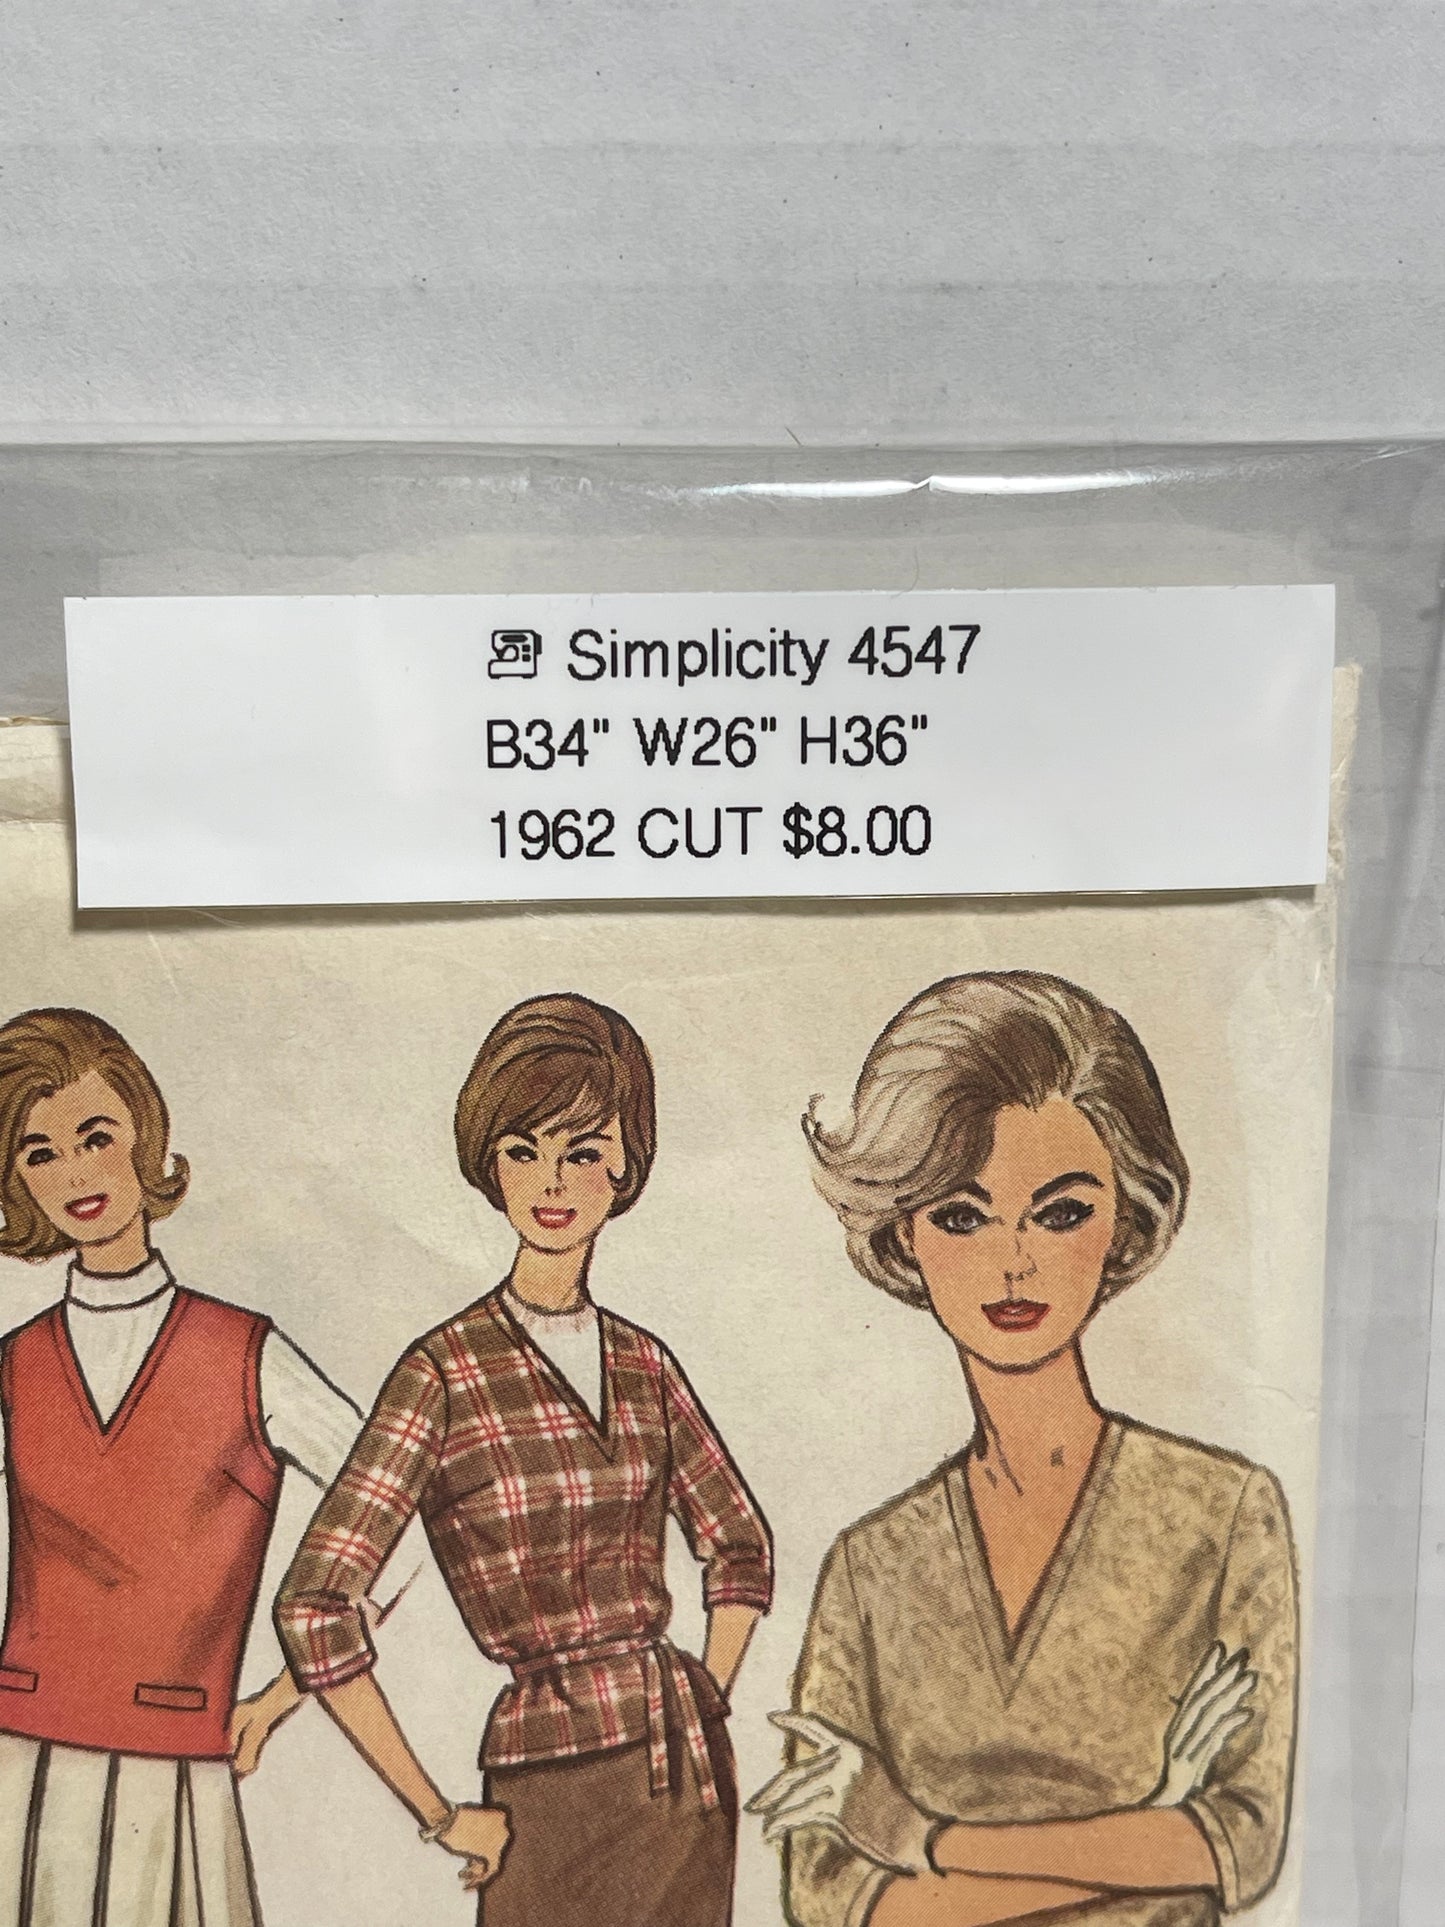 Simplicity 4547
B34" W26" H36"
1962 CUT $8.00